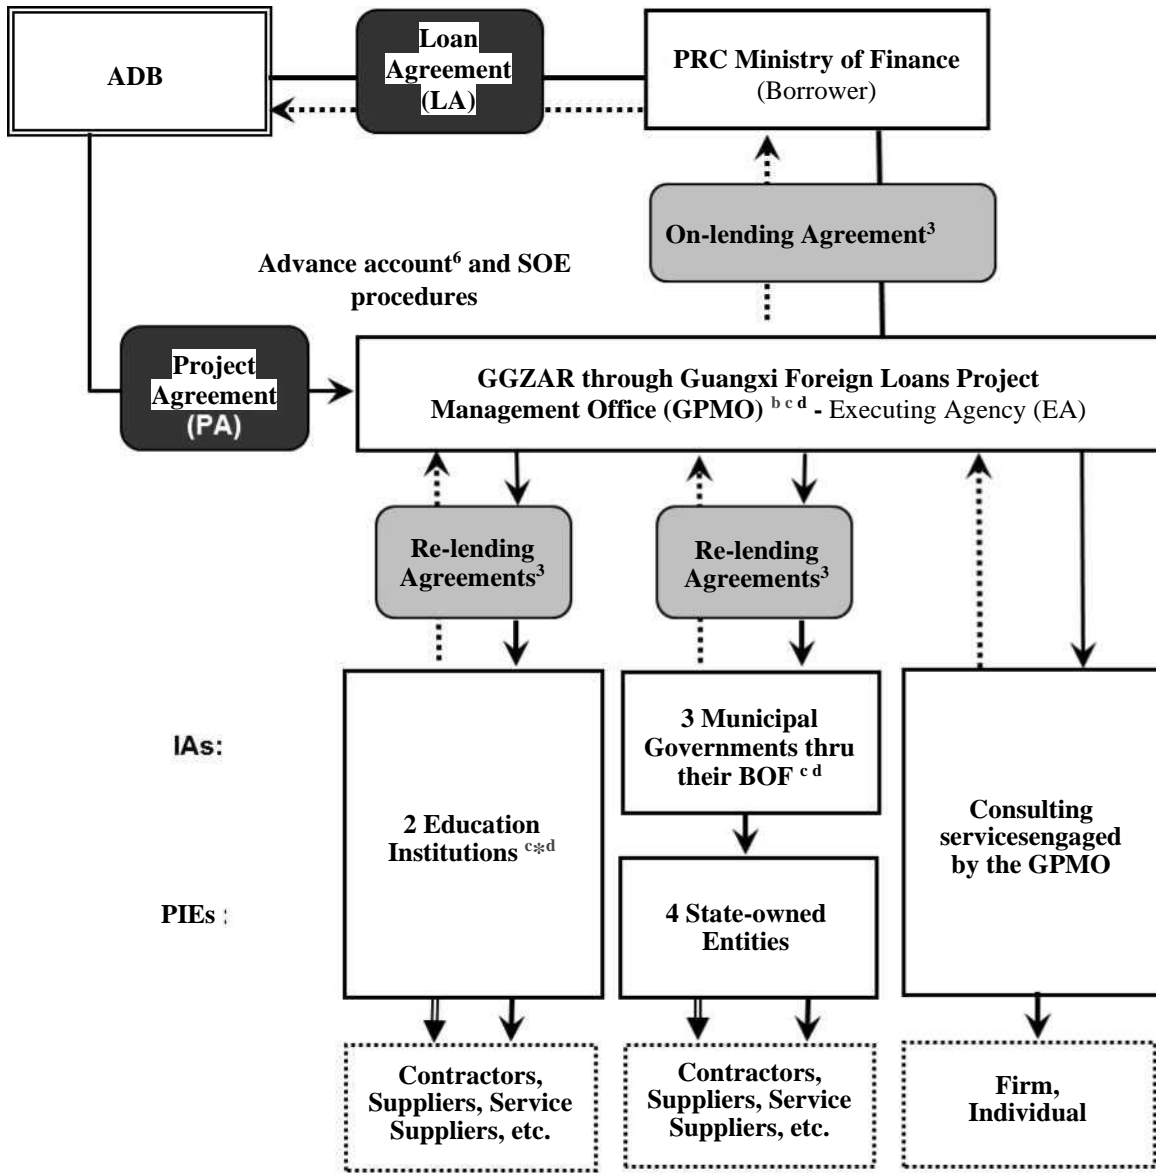 ADB
Loan
Agreement
(LA)
PRC Ministry of Finance
(Borrower)
On-lending Agreement³
Advance account⁶ and SOE
procedures
Project
Agreement
(PA)
GGZAR through Guangxi Foreign Loans Project
Management Office (GPMO) ᵇ ᶜ ᵈ - Executing Agency (EA)
Re-lending
Agreements³
Re-lending
Agreements³
IAs:
3 Municipal
Governments thru
their BOF ᶜ ᵈ
2 Education
Institutions ᶜ*ᵈ
Consulting
servicesengaged
by the GPMO
PIEs :
4 State-owned
Entities
Contractors,
Suppliers, Service
Suppliers, etc.
Contractors,
Suppliers, Service
Suppliers, etc.
Firm,
Individual